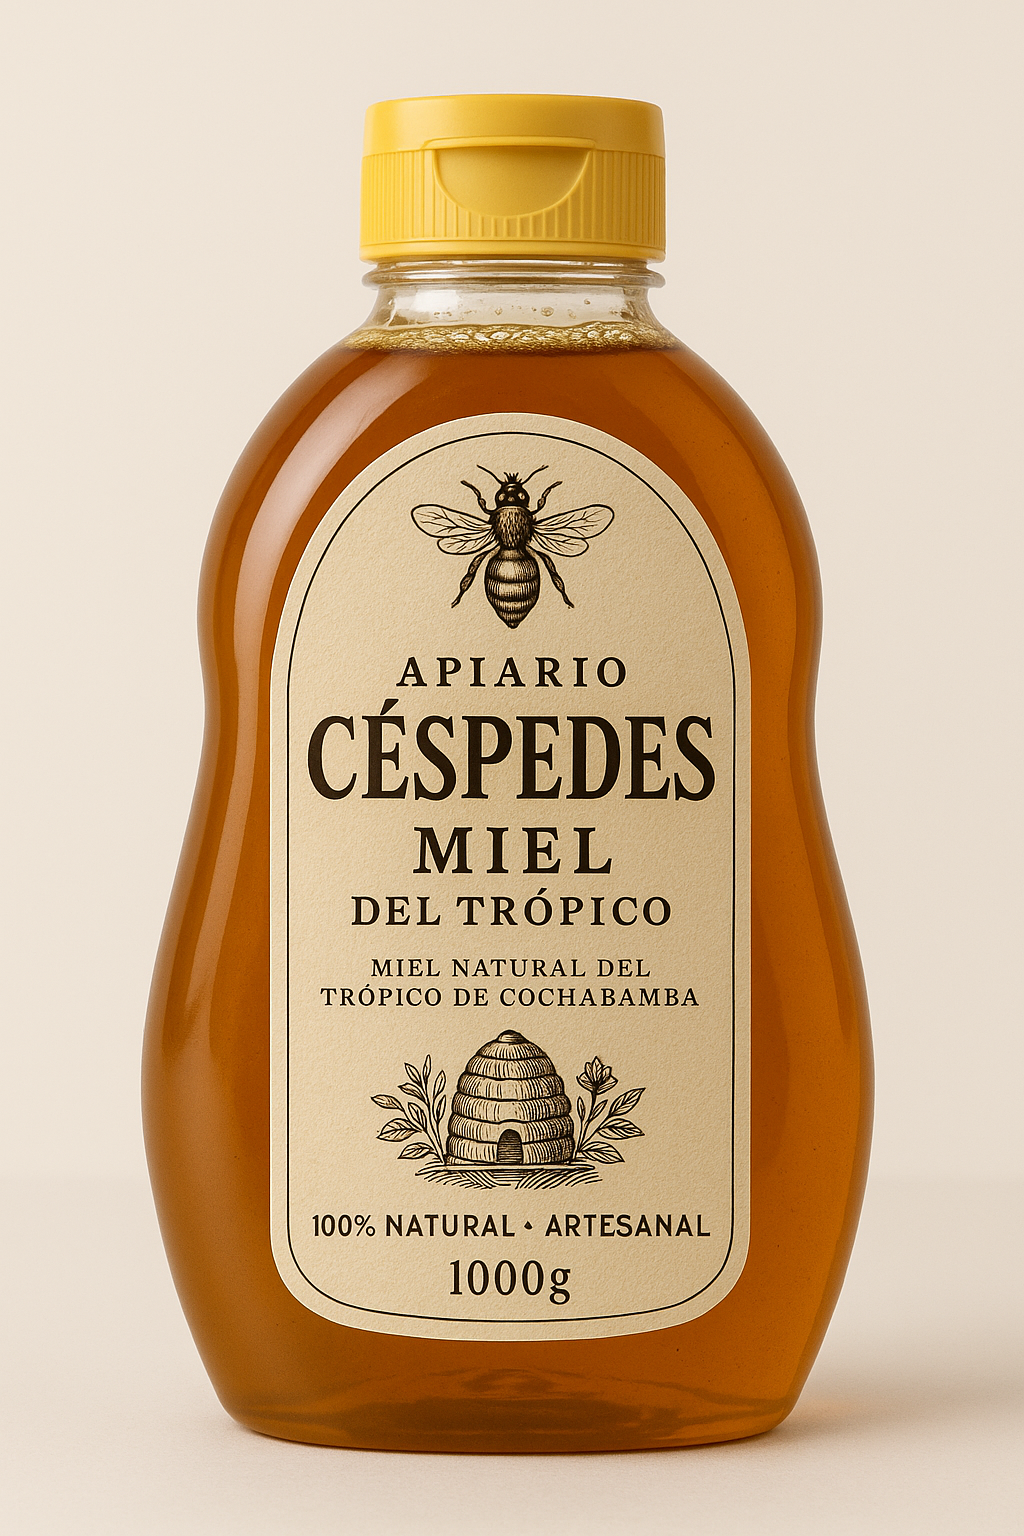 APIARIO
CÉSPEDES
MIEL
DEL TRÓPICO
MIEL NATURAL DEL
TRÓPICO DE COCHABAMBA
100% NATURAL • ARTESANAL
1000g